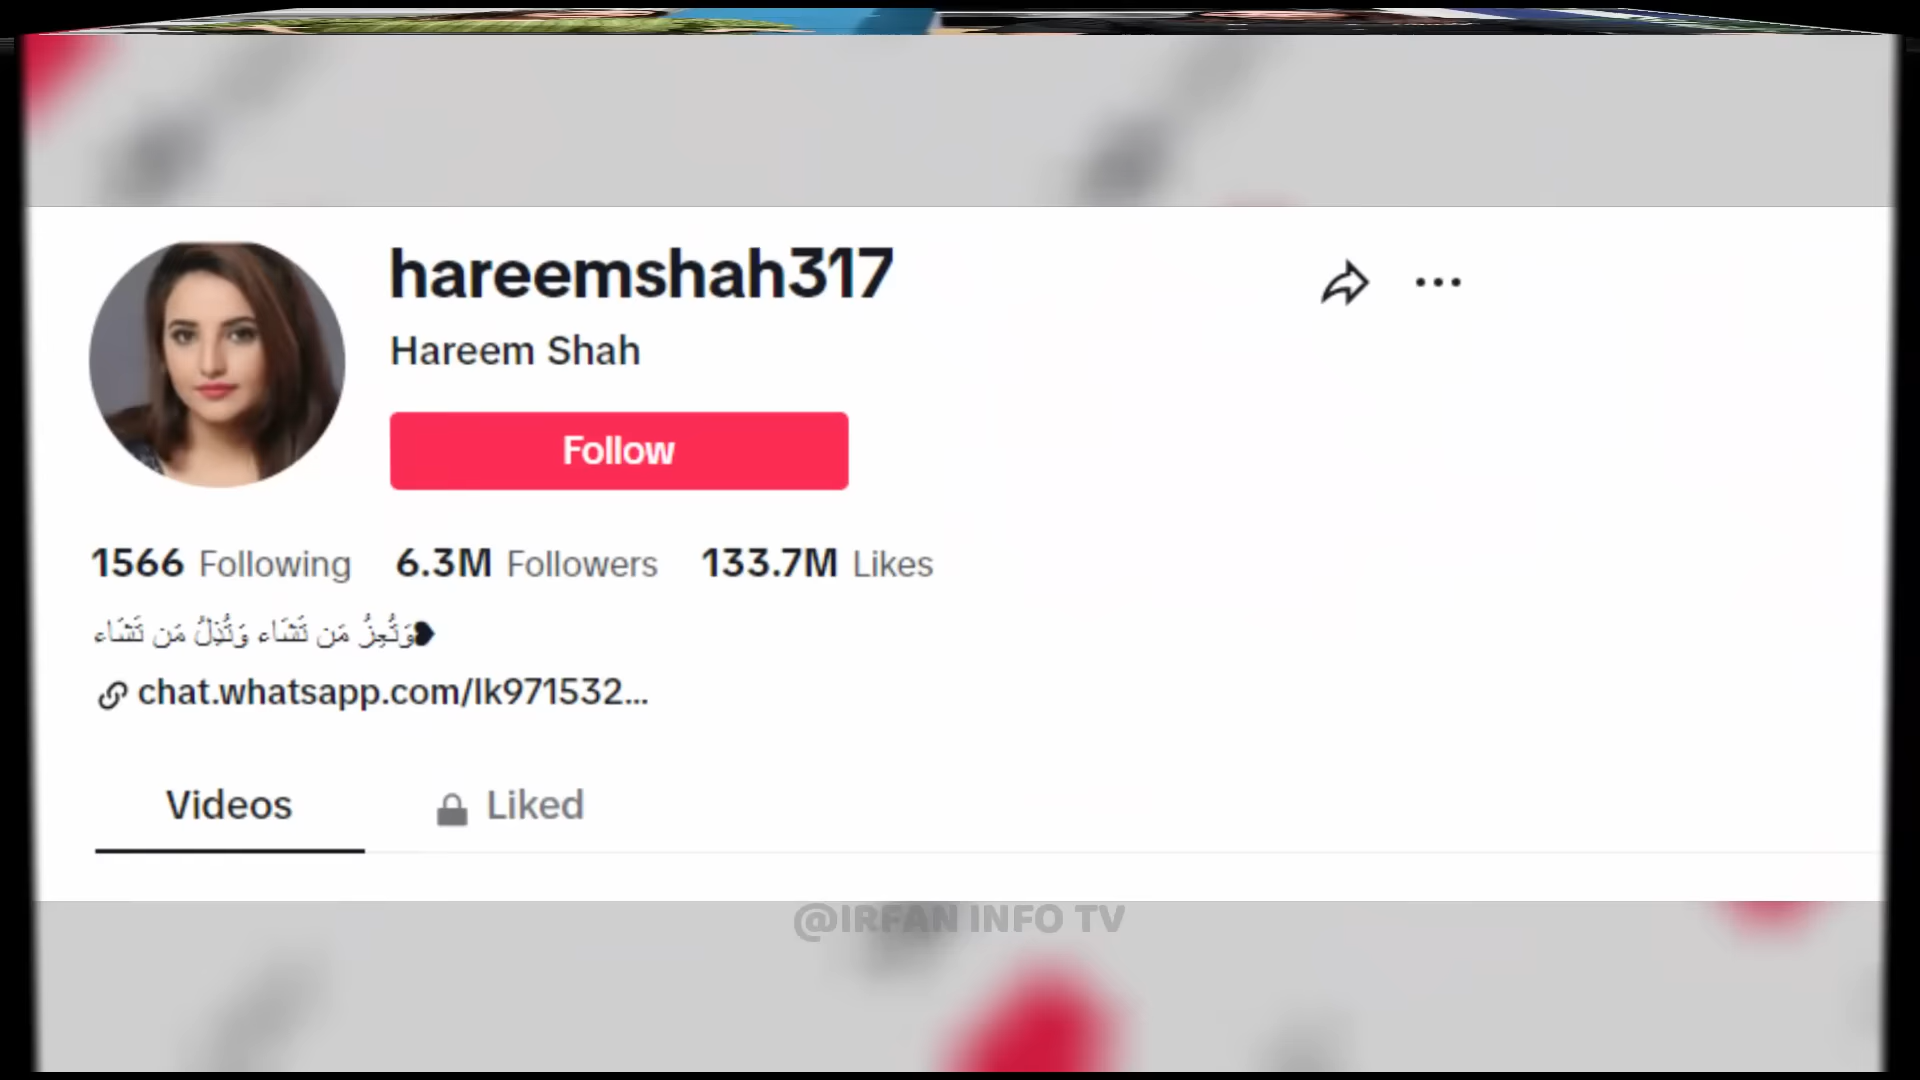 hareemshah317
Hareem Shah
Follow
1566 Following 6.3M Followers 133.7M Likes
❥وَتُعِزُّ مَن تَشَاء وَتُذِلُّ مَن تَشَاء
chat.whatsapp.com/lk971532...
Videos Liked
@IRFAN INFO TV